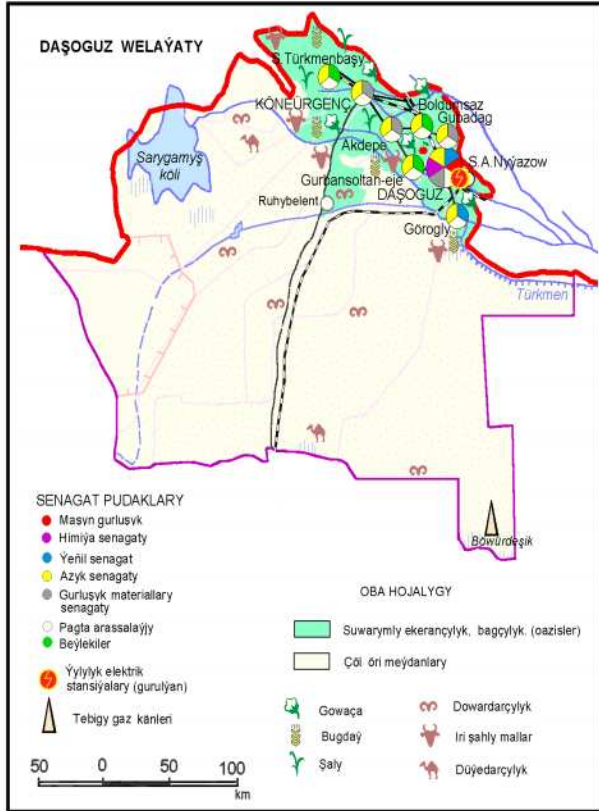 DAŞOGUZ WELAÝATY
S.Türkmenbaşy
KÖNEÜRGENÇ
Boldumsaz
Gubadag
Akdepe
S.A.Nyýazow
Sarygamyş
köli
Gurbansoltan-eje
DAŞOGUZ
Ruhybelent
Görogly
Türkmen
Böwürdeşik
SENAGAT PUDAKLARY
Maşyn gurluşyk
Himiýa senagaty
Ýeňil senagat
Azyk senagaty
Gurluşyk materiallary
senagaty
Pagta arassalaýjy
Beýlekiler
Ýylylyk elektrik
stansiýalary (gurulýan)
Tebigy gaz känleri
50 0 50 100
km
OBA HOJALYGY
Suwarymly ekerançylyk, bagçylyk. (oazisler)
Çöl öri meýdanlary
Gowaça
Bugdaý
Şaly
Dowardarçylyk
Iri şahly mallar
Düýedarçylyk